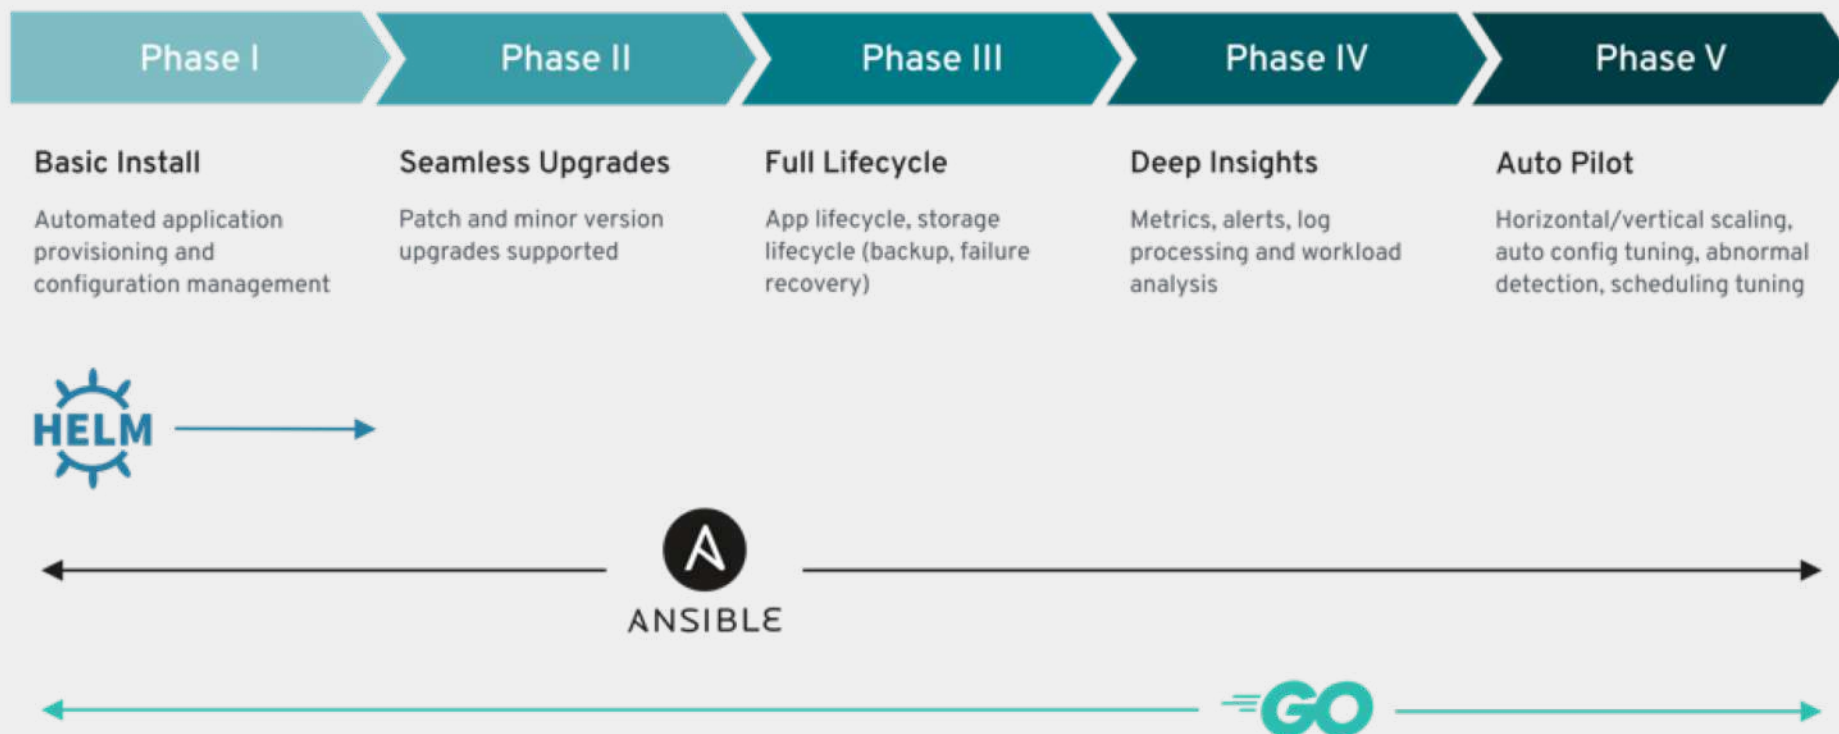 Phase I
Phase II
Phase III
Phase IV
Phase V
Basic Install
Automated application
provisioning and
configuration management
Seamless Upgrades
Patch and minor version
upgrades supported
Full Lifecycle
App lifecycle, storage
lifecycle (backup, failure
recovery)
Deep Insights
Metrics, alerts, log
processing and workload
analysis
Auto Pilot
Horizontal/vertical scaling,
auto config tuning, abnormal
detection, scheduling tuning
HELM
A
ANSIBLE
GO